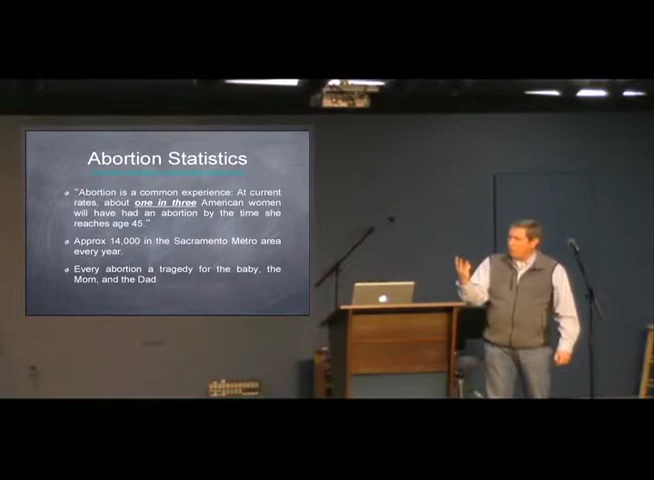 Abortion Statistics
"Abortion is a common experience: At current
rates, about one in three American women
will have had an abortion by the time she
reaches age 45."
Approx 14,000 in the Sacramento Metro area
every year.
Every abortion a tragedy for the baby, the
Mom, and the Dad